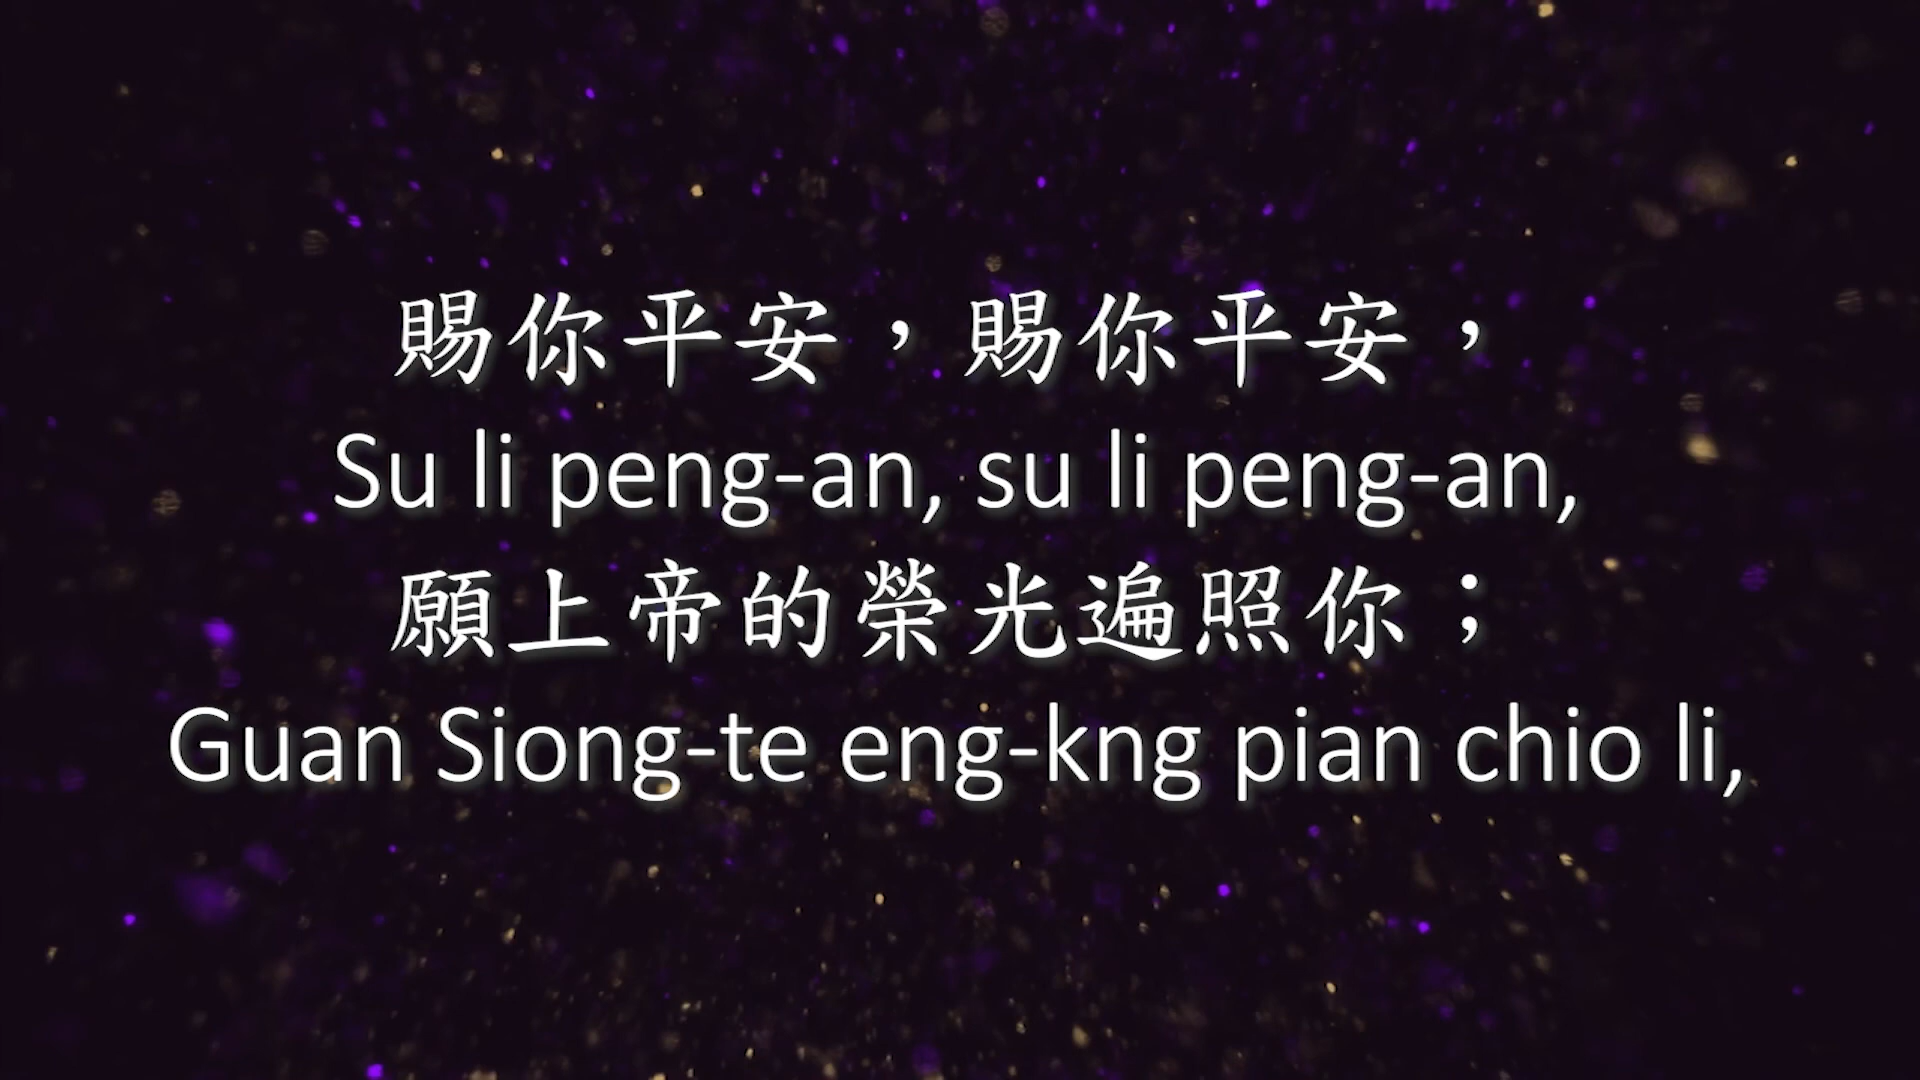 賜你平安，賜你平安，
Su li peng-an, su li peng-an,
願上帝的榮光遍照你；
Guan Siong-te eng-kng pian chio li,